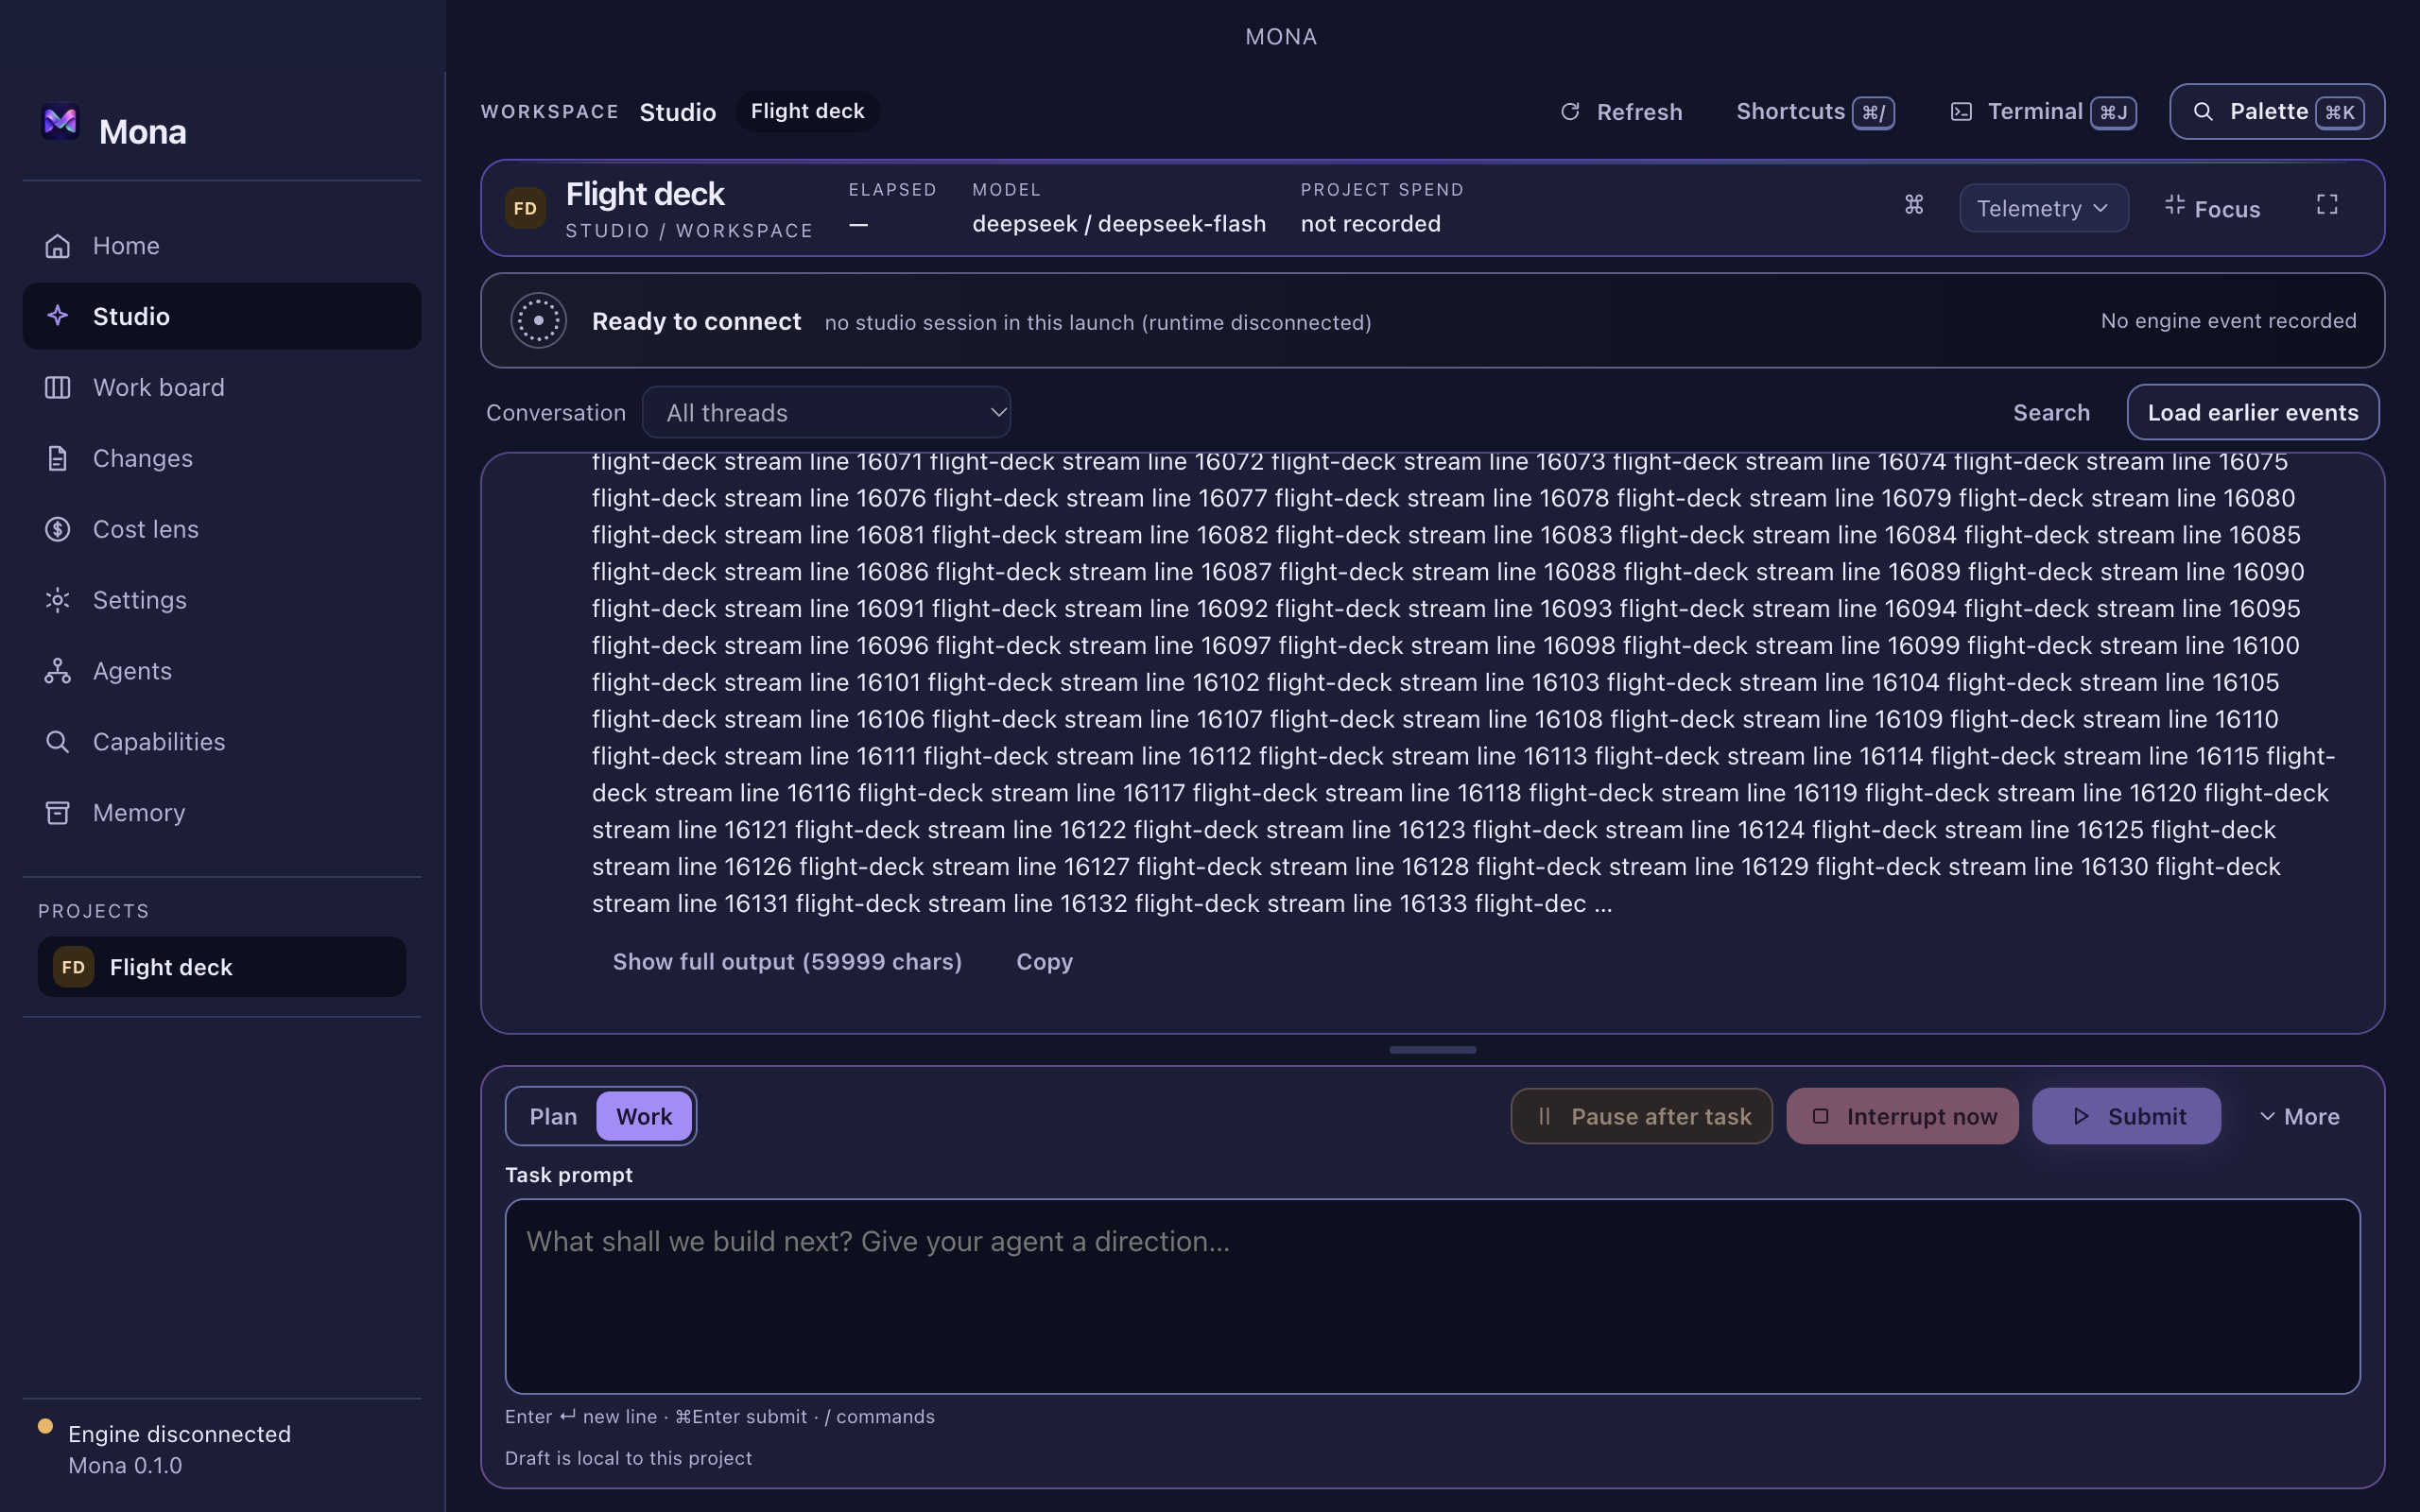 MONA
Mona
Home
Studio
Work board
Changes
Cost lens
Settings
Agents
Capabilities
Memory
PROJECTS
FD Flight deck
Engine disconnected
Mona 0.1.0
WORKSPACE Studio Flight deck
Refresh Shortcuts ⌘/ Terminal ⌘J Palette ⌘K
FD Flight deck
STUDIO / WORKSPACE
ELAPSED
—
MODEL
deepseek / deepseek-flash
PROJECT SPEND
not recorded
⌘ Telemetry Focus
Ready to connect no studio session in this launch (runtime disconnected) No engine event recorded
Conversation All threads Search Load earlier events
flight-deck stream line 16071 flight-deck stream line 16072 flight-deck stream line 16073 flight-deck stream line 16074 flight-deck stream line 16075
flight-deck stream line 16076 flight-deck stream line 16077 flight-deck stream line 16078 flight-deck stream line 16079 flight-deck stream line 16080
flight-deck stream line 16081 flight-deck stream line 16082 flight-deck stream line 16083 flight-deck stream line 16084 flight-deck stream line 16085
flight-deck stream line 16086 flight-deck stream line 16087 flight-deck stream line 16088 flight-deck stream line 16089 flight-deck stream line 16090
flight-deck stream line 16091 flight-deck stream line 16092 flight-deck stream line 16093 flight-deck stream line 16094 flight-deck stream line 16095
flight-deck stream line 16096 flight-deck stream line 16097 flight-deck stream line 16098 flight-deck stream line 16099 flight-deck stream line 16100
flight-deck stream line 16101 flight-deck stream line 16102 flight-deck stream line 16103 flight-deck stream line 16104 flight-deck stream line 16105
flight-deck stream line 16106 flight-deck stream line 16107 flight-deck stream line 16108 flight-deck stream line 16109 flight-deck stream line 16110
flight-deck stream line 16111 flight-deck stream line 16112 flight-deck stream line 16113 flight-deck stream line 16114 flight-deck stream line 16115 flight-
deck stream line 16116 flight-deck stream line 16117 flight-deck stream line 16118 flight-deck stream line 16119 flight-deck stream line 16120 flight-deck
stream line 16121 flight-deck stream line 16122 flight-deck stream line 16123 flight-deck stream line 16124 flight-deck stream line 16125 flight-deck
stream line 16126 flight-deck stream line 16127 flight-deck stream line 16128 flight-deck stream line 16129 flight-deck stream line 16130 flight-deck
stream line 16131 flight-deck stream line 16132 flight-deck stream line 16133 flight-dec ...
Show full output (59999 chars) Copy
Plan Work Pause after task Interrupt now Submit More
Task prompt
What shall we build next? Give your agent a direction...
Enter ↵ new line · ⌘Enter submit · / commands
Draft is local to this project